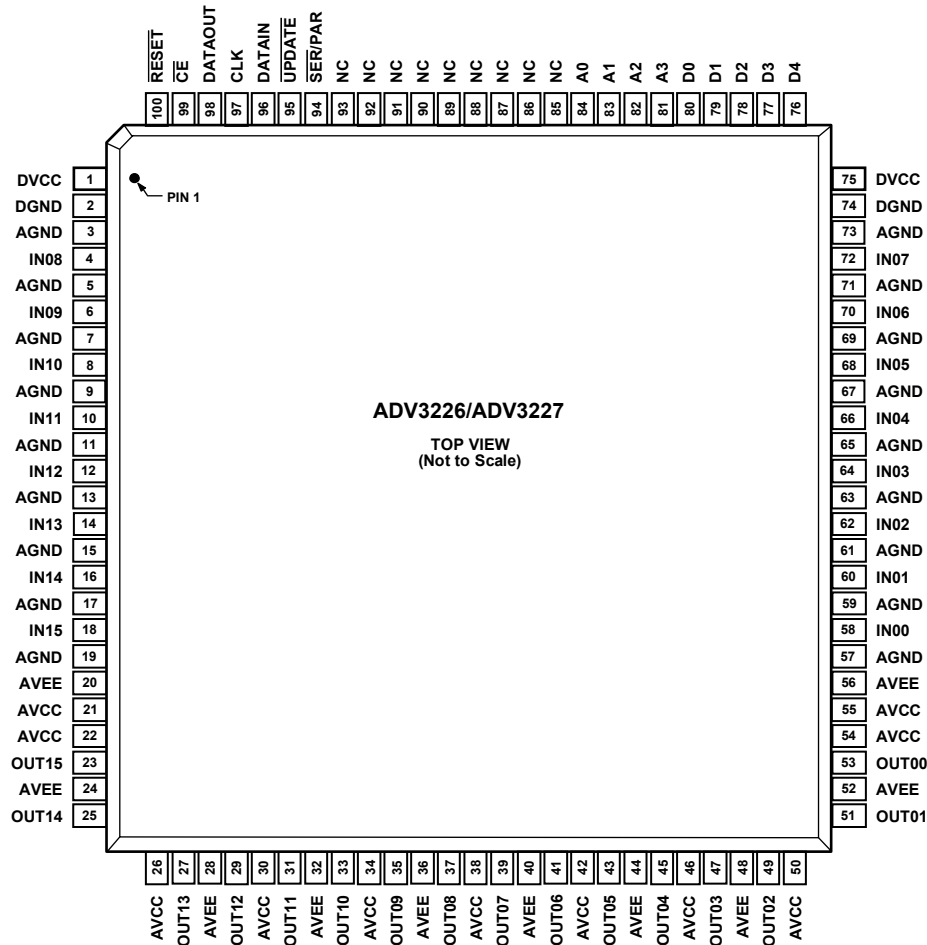 RESET
CE
DATAOUT
CLK
DATAIN
UPDATE
SER/PAR
NC
NC
NC
NC
NC
NC
NC
NC
NC
A0
A1
A2
A3
D0
D1
D2
D3
D4
100 99 98 97 96 95 94 93 92 91 90 89 88 87 86 85 84 83 82 81 80 79 78 77 76
DVCC 1
DGND 2
AGND 3
IN08 4
AGND 5
IN09 6
AGND 7
IN10 8
AGND 9
IN11 10
AGND 11
IN12 12
AGND 13
IN13 14
AGND 15
IN14 16
AGND 17
IN15 18
AGND 19
AVEE 20
AVCC 21
AVCC 22
OUT15 23
AVEE 24
OUT14 25
PIN 1
ADV3226/ADV3227
TOP VIEW
(Not to Scale)
75 DVCC
74 DGND
73 AGND
72 IN07
71 AGND
70 IN06
69 AGND
68 IN05
67 AGND
66 IN04
65 AGND
64 IN03
63 AGND
62 IN02
61 AGND
60 IN01
59 AGND
58 IN00
57 AGND
56 AVEE
55 AVCC
54 AVCC
53 OUT00
52 AVEE
51 OUT01
26 27 28 29 30 31 32 33 34 35 36 37 38 39 40 41 42 43 44 45 46 47 48 49 50
AVCC
OUT13
AVEE
OUT12
AVCC
OUT11
AVEE
OUT10
AVCC
OUT09
AVEE
OUT08
AVCC
OUT07
AVEE
OUT06
AVCC
OUT05
AVEE
OUT04
AVCC
OUT03
AVEE
OUT02
AVCC